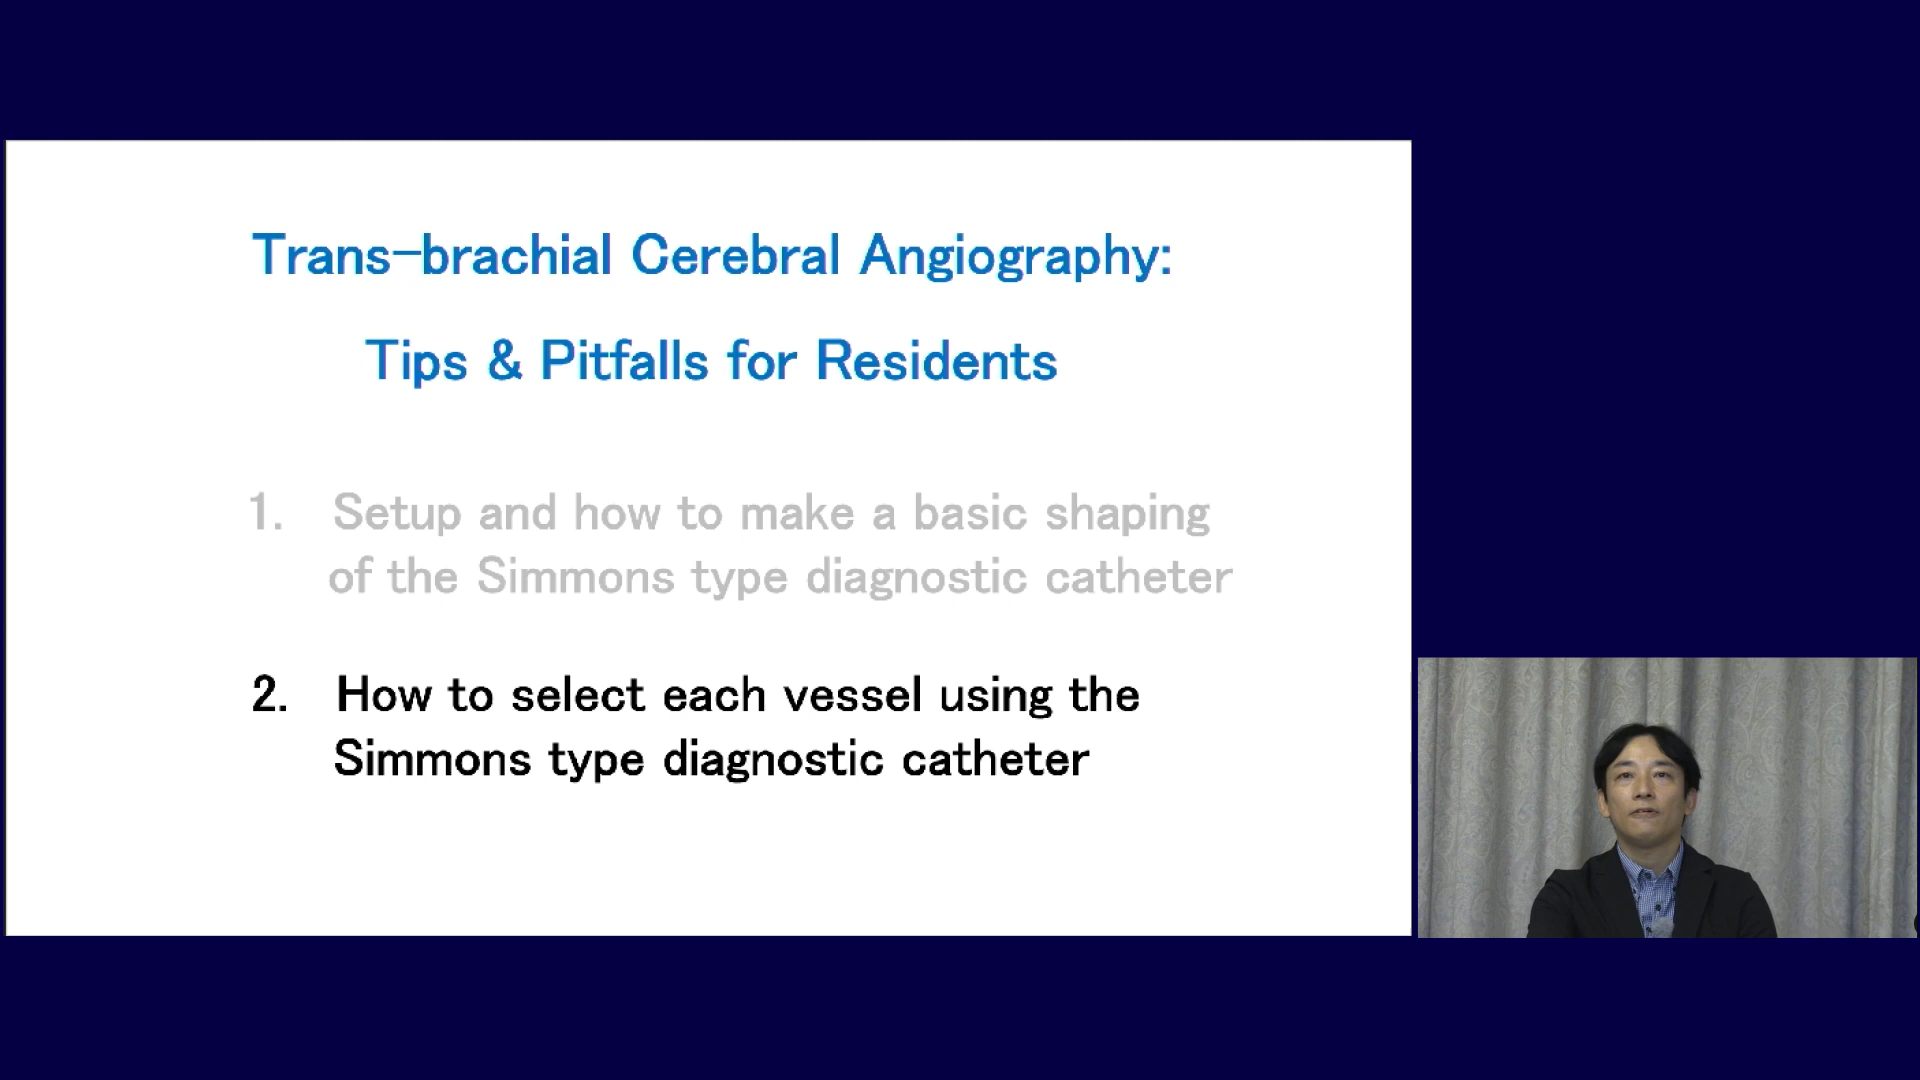 Trans-brachial Cerebral Angiography:
Tips & Pitfalls for Residents
1. Setup and how to make a basic shaping
of the Simmons type diagnostic catheter
2. How to select each vessel using the
Simmons type diagnostic catheter